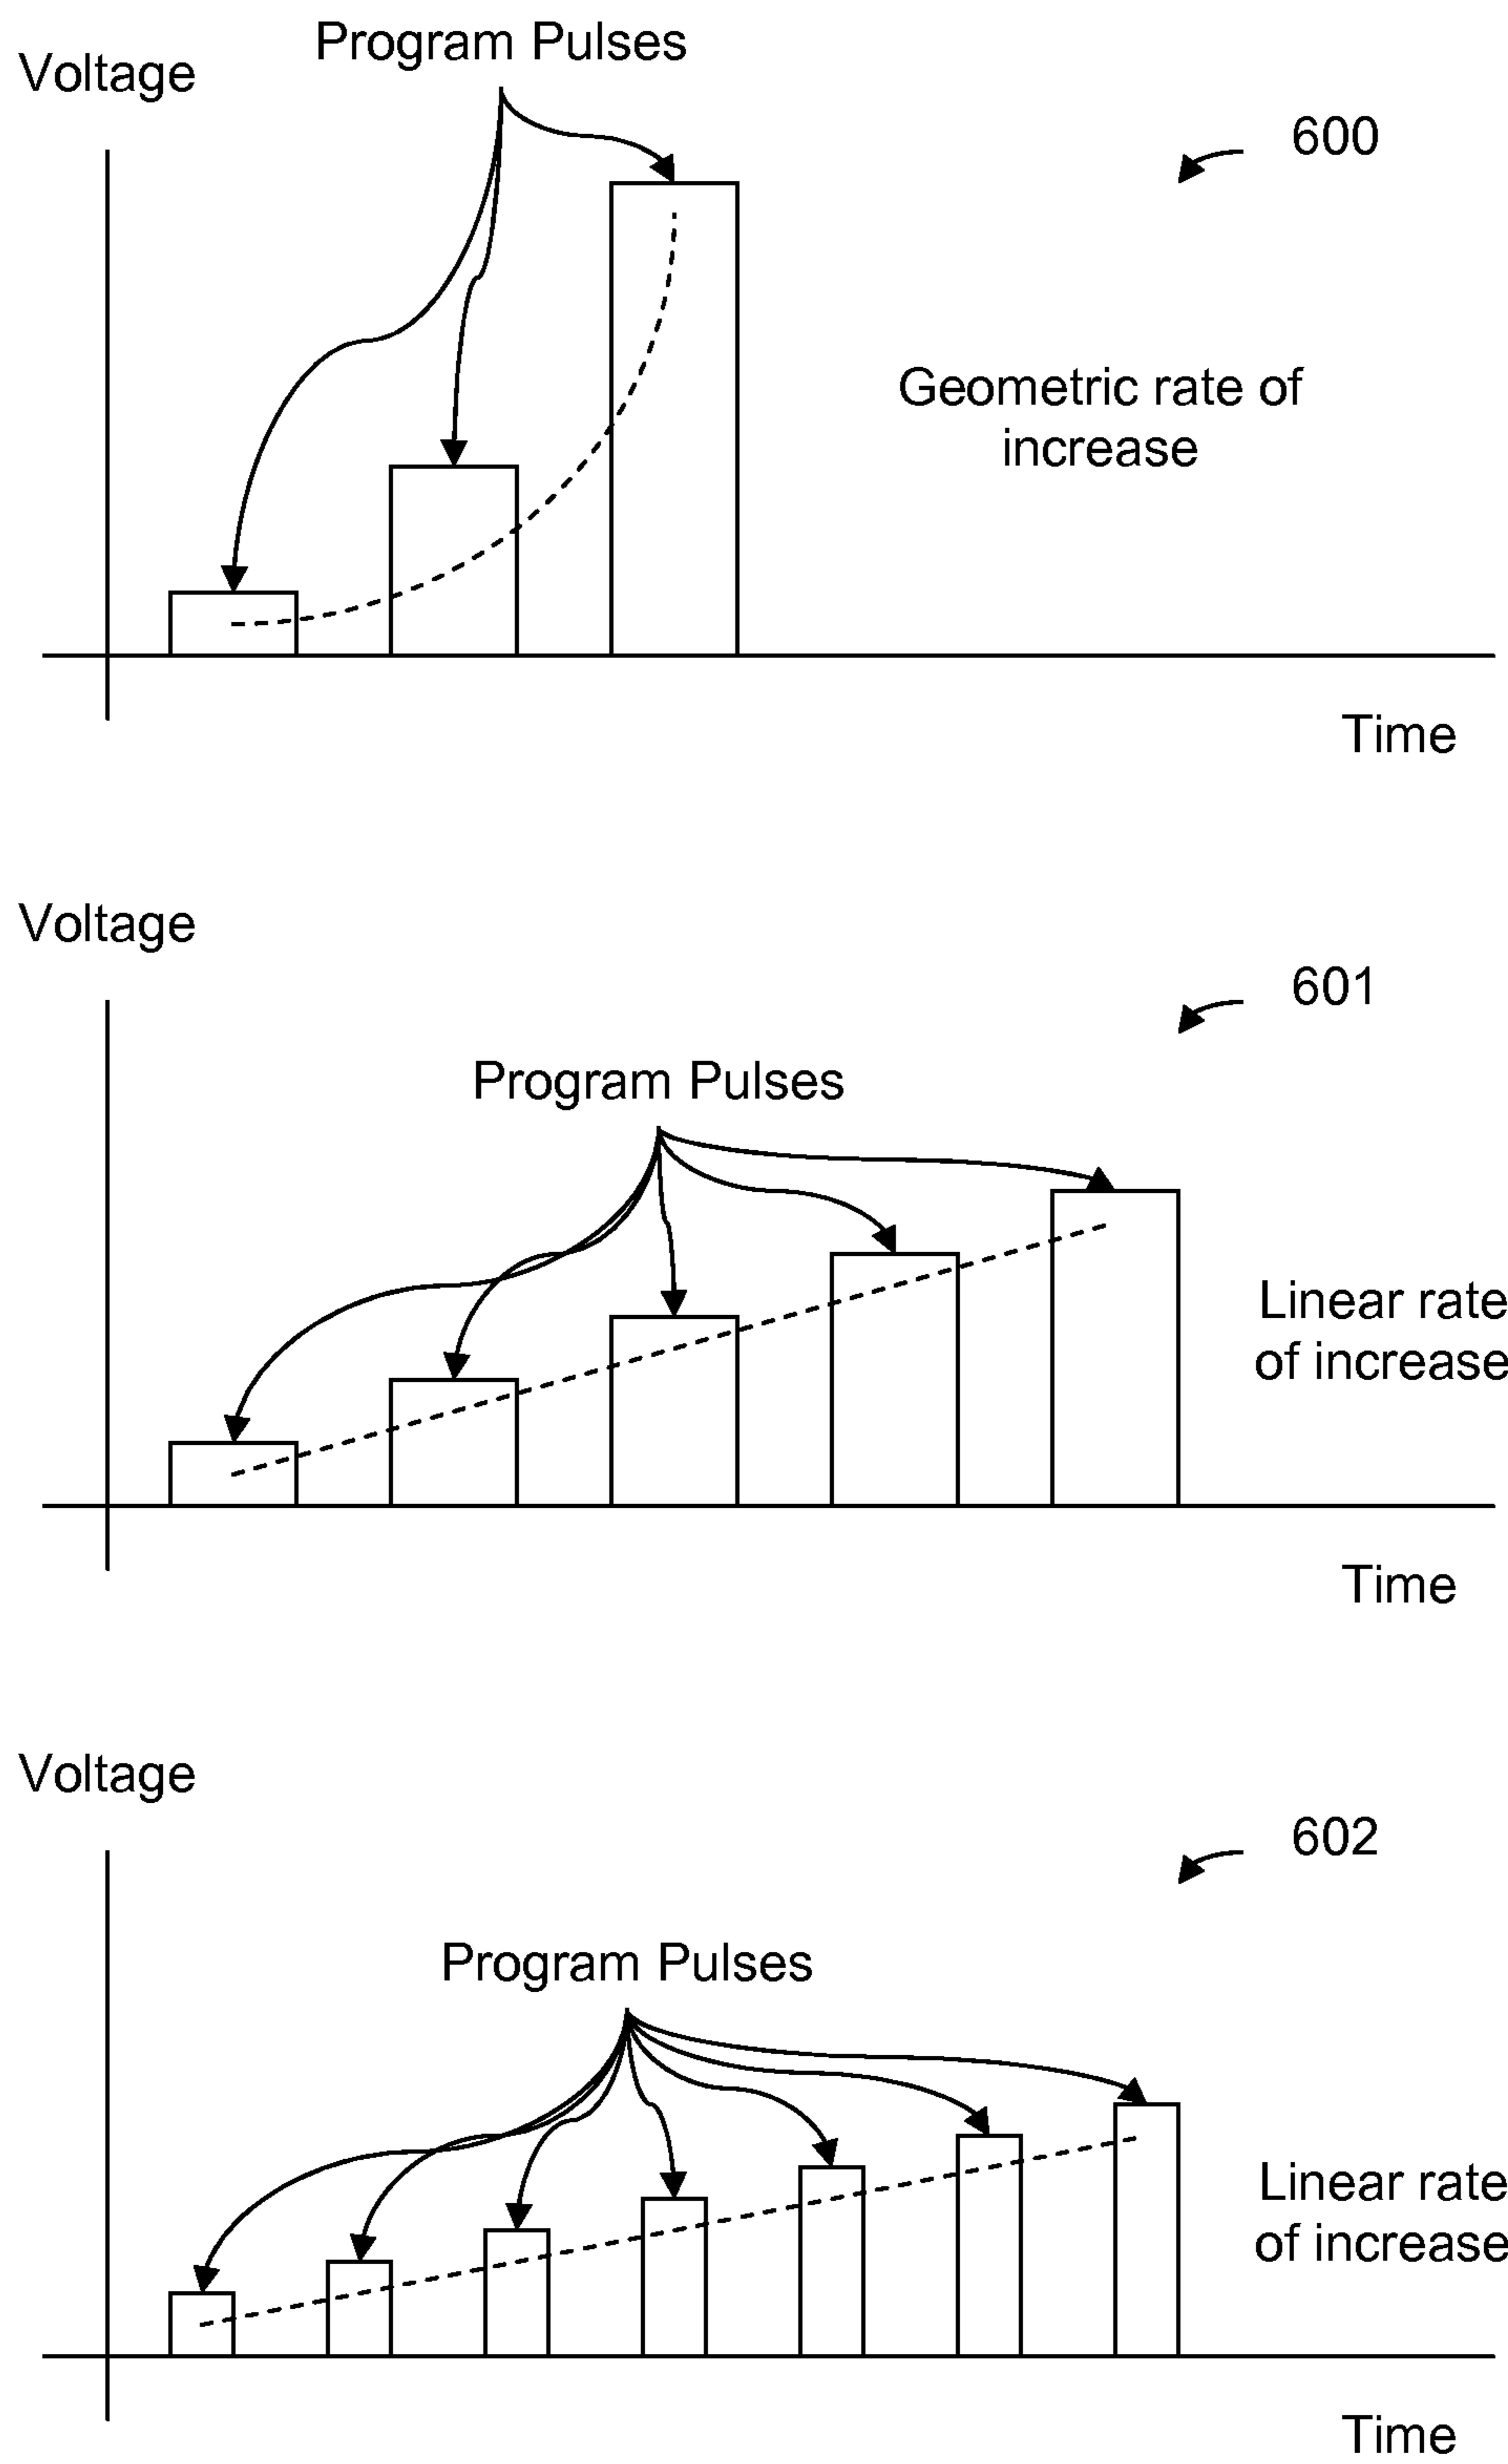 Program Pulses
Voltage
600
Geometric rate of
increase
Time
Voltage
601
Program Pulses
Linear rate
of increase
Time
Voltage
602
Program Pulses
Linear rate
of increase
Time